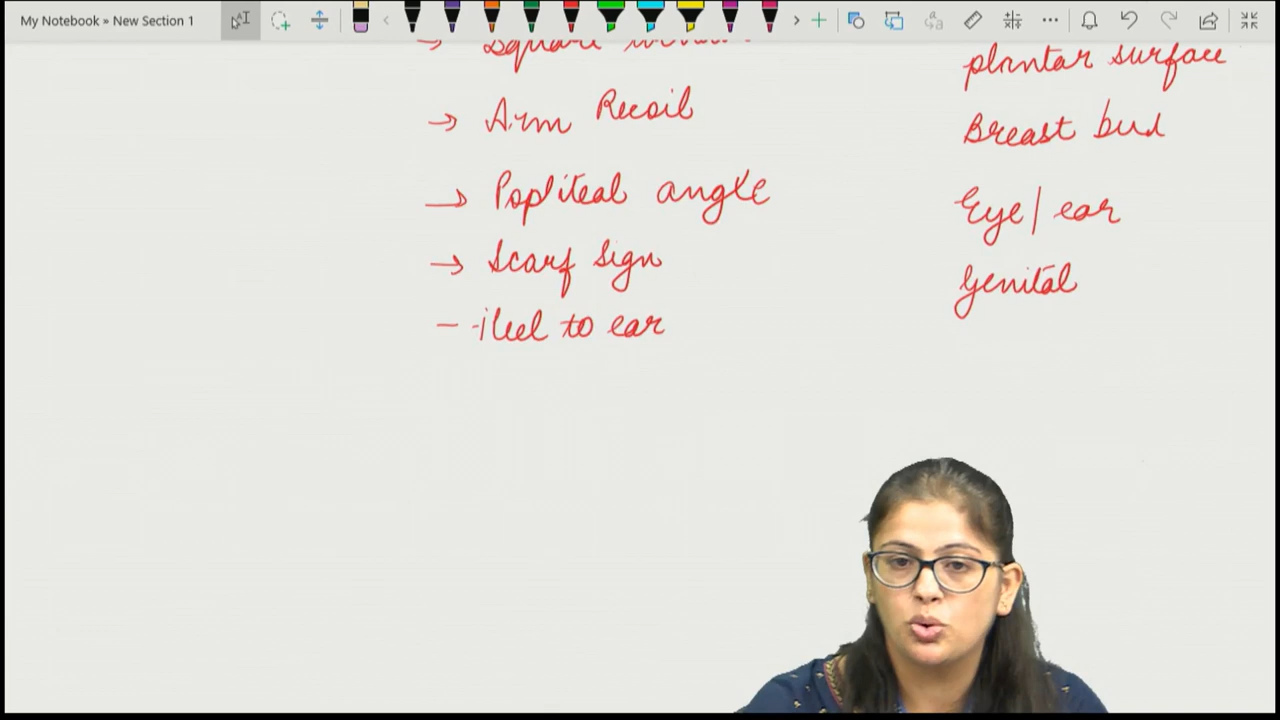 My Notebook » New Section 1
Square
→ Arm Recoil
→ Popliteal angle
→ Scarf Sign
- Heel to ear
plantar surface
Breast bud
Eye/ ear
Genital